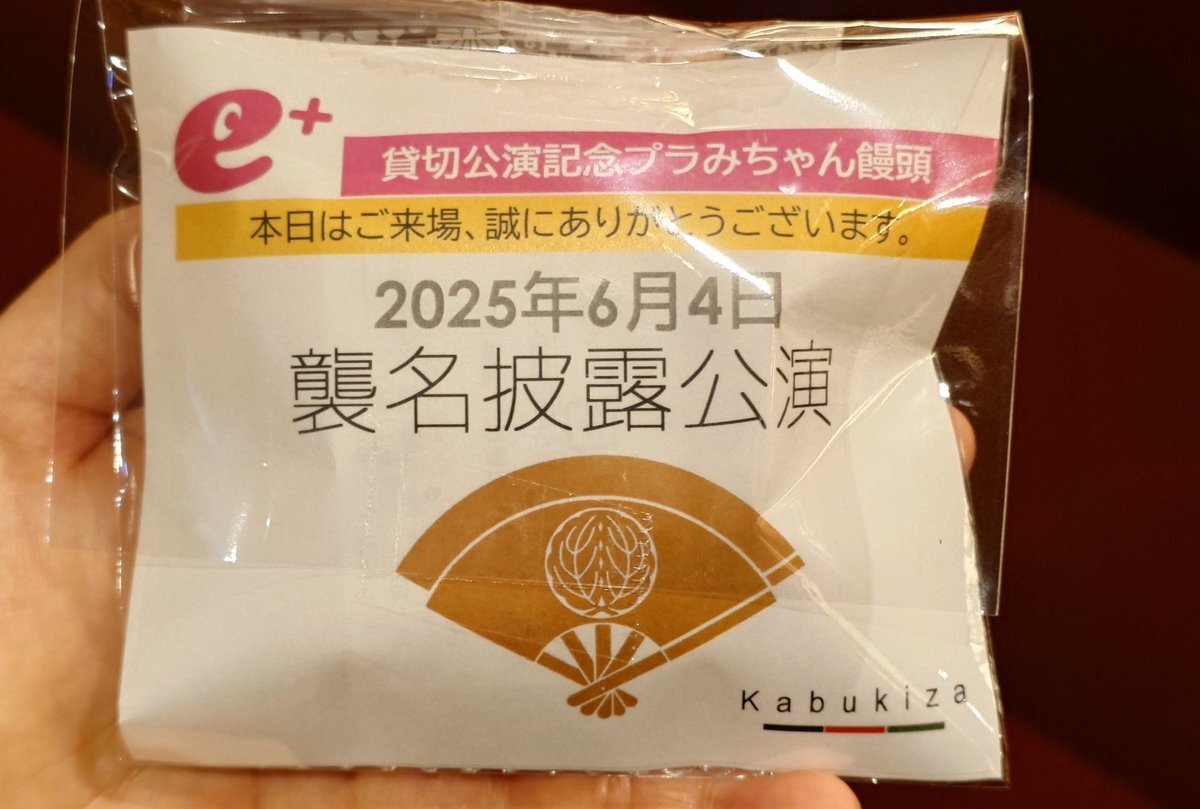 e+
貸切公演記念プラみちゃん饅頭
本日はご来場、誠にありがとうございます。
2025年6月4日
襲名披露公演
Kabukiza